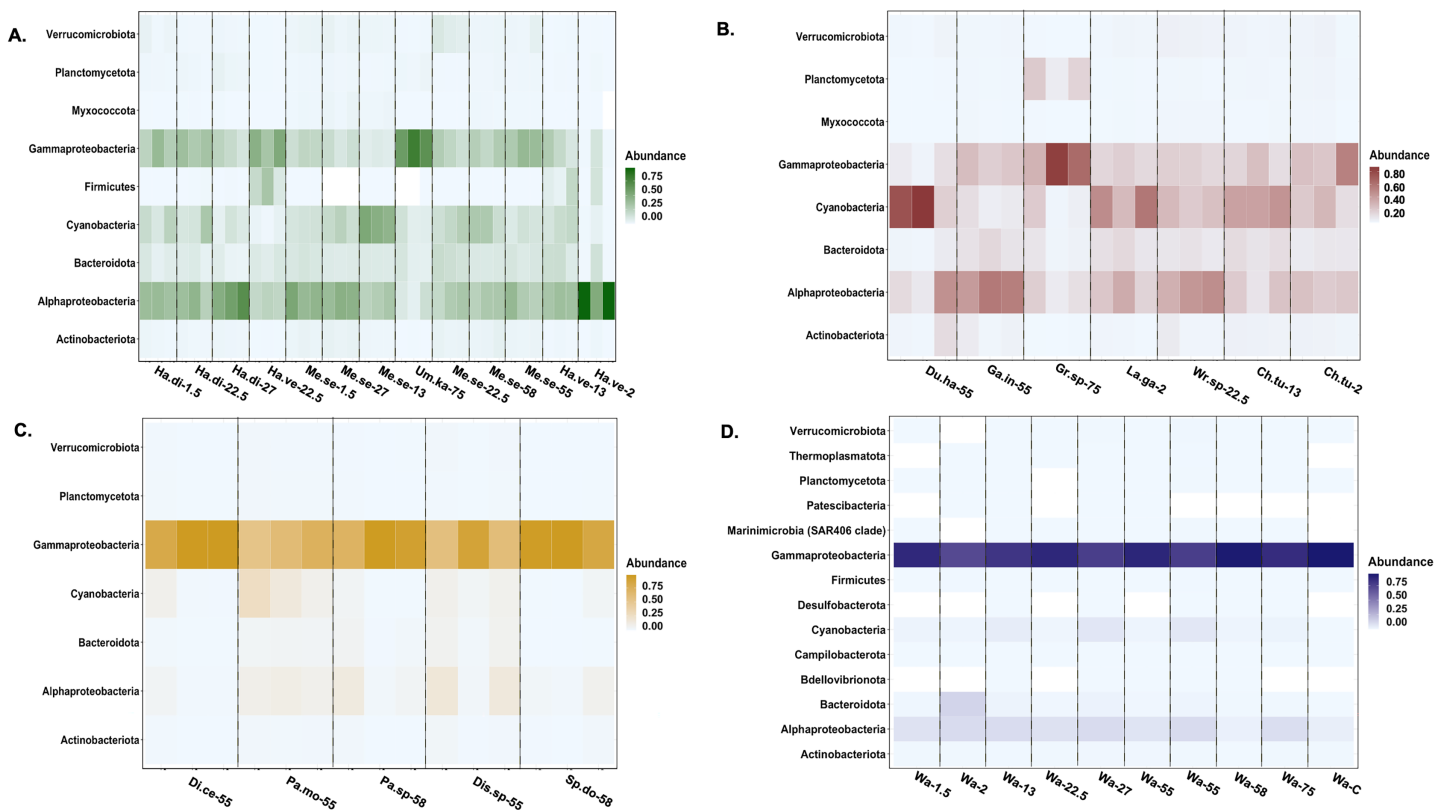 A.
Verrucomicrobiota
Planctomycetota
Myxococcota
Gammaproteobacteria
Firmicutes
Cyanobacteria
Bacteroidota
Alphaproteobacteria
Actinobacteriota
Ha.di-1.5
Ha.di-22.5
Ha.di-27
Ha.ve-22.5
Me.se-1.5
Me.se-27
Me.se-13
Um.ka-75
Me.se-22.5
Me.se-58
Me.se-55
Ha.ve-13
Ha.ve-2
Abundance
0.75
0.50
0.25
0.00
B.
Verrucomicrobiota
Planctomycetota
Myxococcota
Gammaproteobacteria
Cyanobacteria
Bacteroidota
Alphaproteobacteria
Actinobacteriota
Du.ha-55
Ga.in-55
Gr.sp-75
La.ga-2
Wr.sp-22.5
Ch.tu-13
Ch.tu-2
Abundance
0.80
0.60
0.40
0.20
C.
Verrucomicrobiota
Planctomycetota
Gammaproteobacteria
Cyanobacteria
Bacteroidota
Alphaproteobacteria
Actinobacteriota
Di.ce-55
Pa.mo-55
Pa.sp-58
Dis.sp-55
Sp.do-58
Abundance
0.75
0.50
0.25
0.00
D.
Verrucomicrobiota
Thermoplasmatota
Planctomycetota
Patescibacteria
Marinimicrobia (SAR406 clade)
Gammaproteobacteria
Firmicutes
Desulfobacterota
Cyanobacteria
Campilobacterota
Bdellovibrionota
Bacteroidota
Alphaproteobacteria
Actinobacteriota
Wa-1.5
Wa-2
Wa-13
Wa-22.5
Wa-27
Wa-55
Wa-55
Wa-58
Wa-75
Wa-C
Abundance
0.75
0.50
0.25
0.00